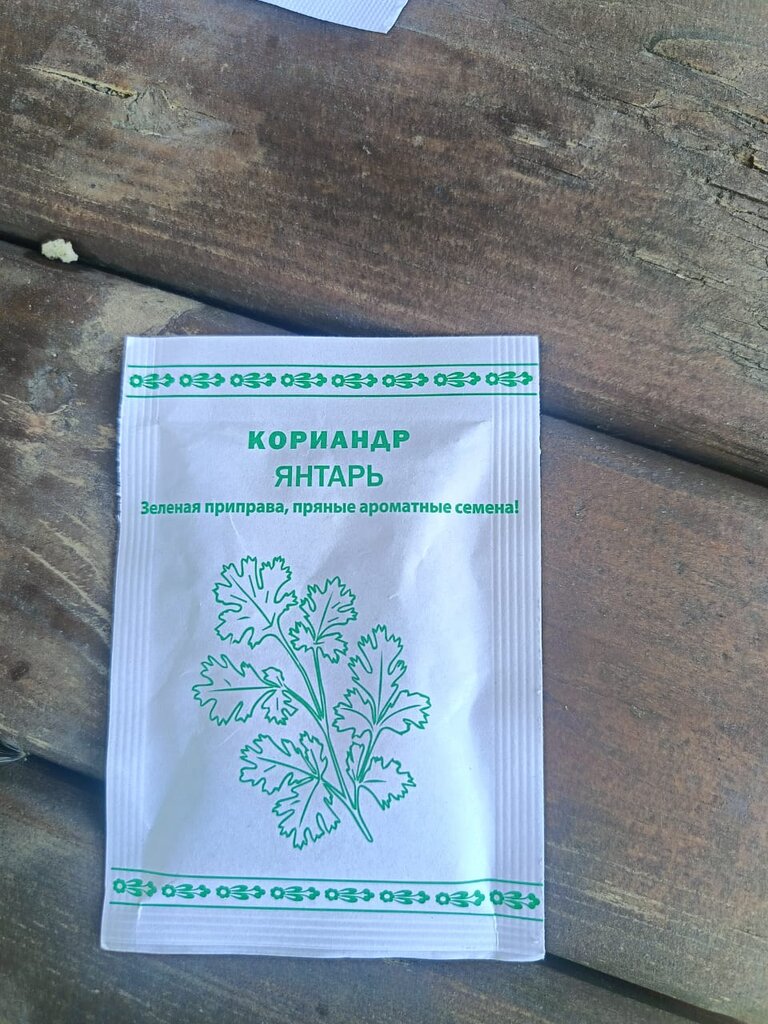 КОРИАНДР
ЯНТАРЬ
Зеленая приправа, пряные ароматные семена!